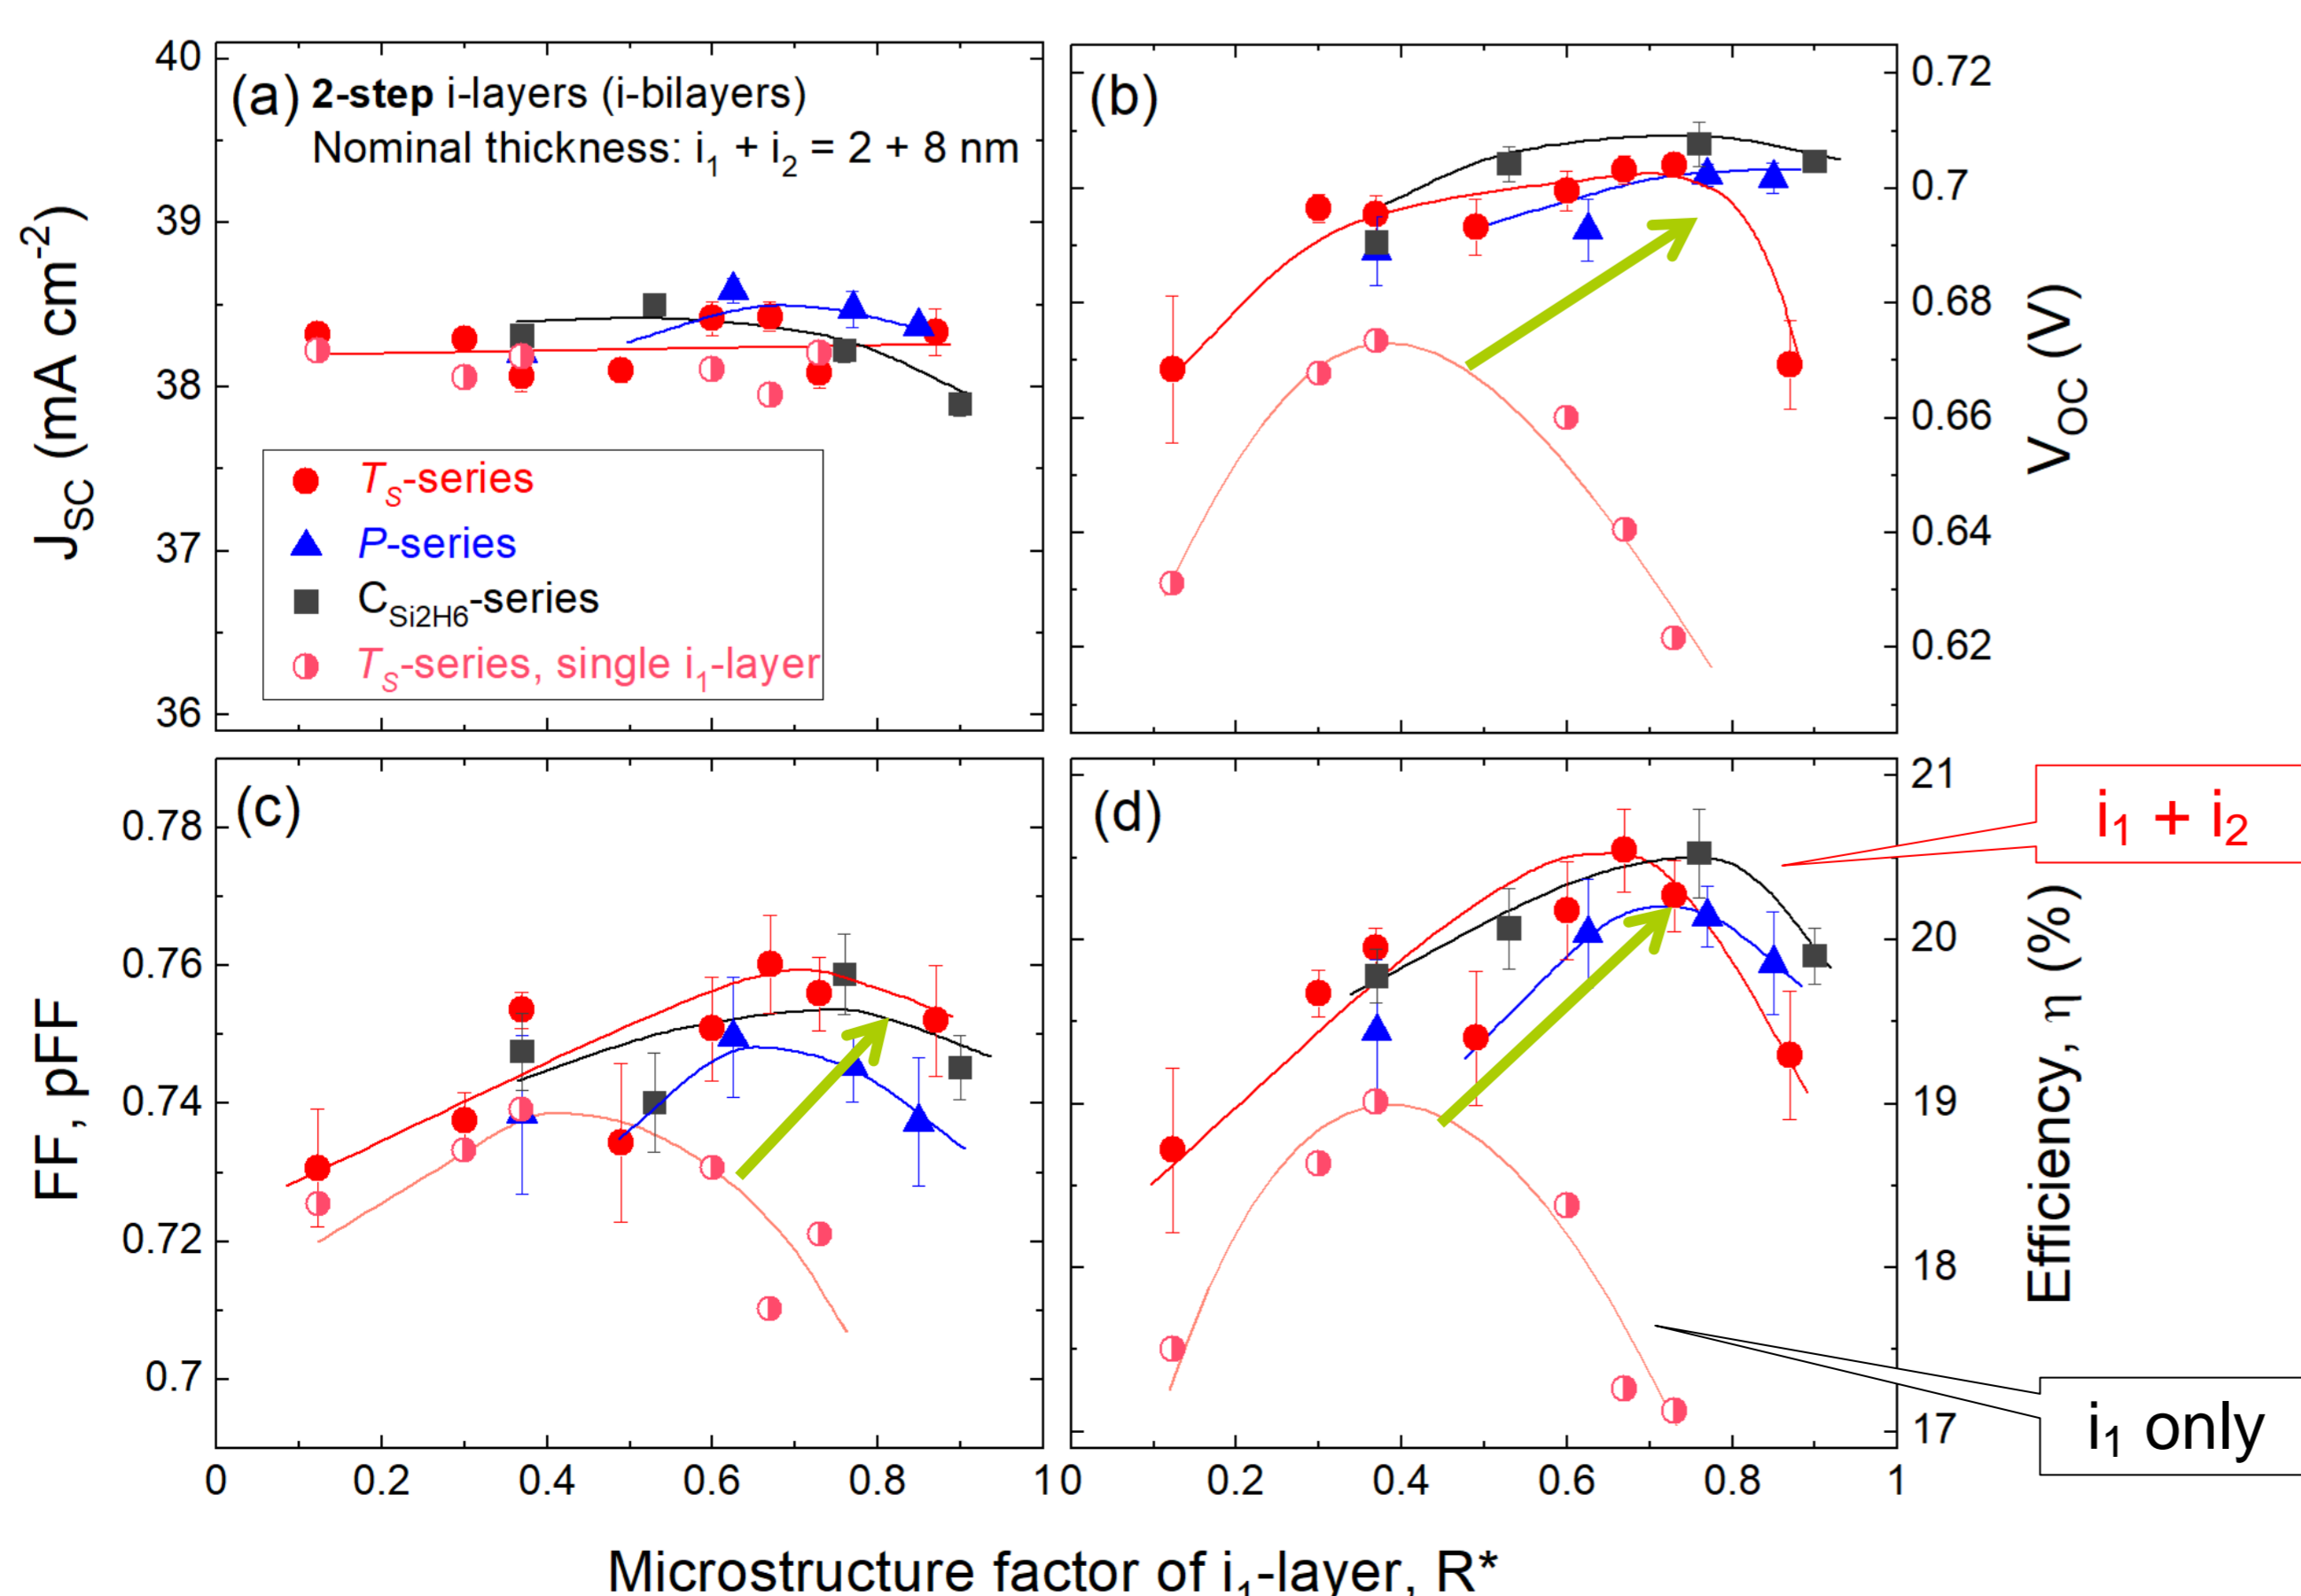 (a) 2-step i-layers (i-bilayers)
Nominal thickness: i1 + i2 = 2 + 8 nm
40
39
38
37
36
JSC (mA cm-2)
TS-series
P-series
CSi2H6-series
TS-series, single i1-layer
(b)
0.72
0.7
0.68
0.66
0.64
0.62
VOC (V)
(c)
0.78
0.76
0.74
0.72
0.7
FF, pFF
0 0.2 0.4 0.6 0.8 1
(d)
21
20
19
18
17
Efficiency, η (%)
i1 + i2
i1 only
0 0.2 0.4 0.6 0.8 1
Microstructure factor of i1-layer, R*